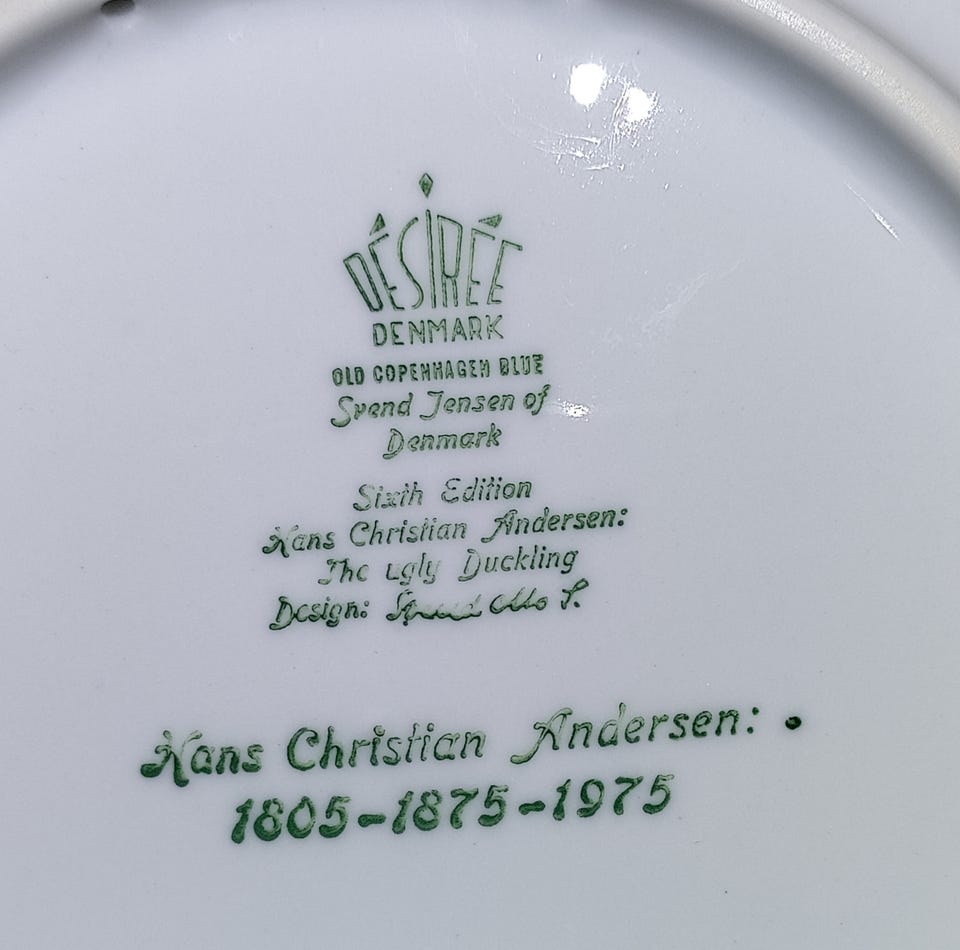 DÉSIRÉE
DENMARK
OLD COPENHAGEN BLUE
Svend Jensen of
Denmark
Sixth Edition
Hans Christian Andersen:
The ugly Duckling
Design:
Hans Christian Andersen:
1805-1875-1975